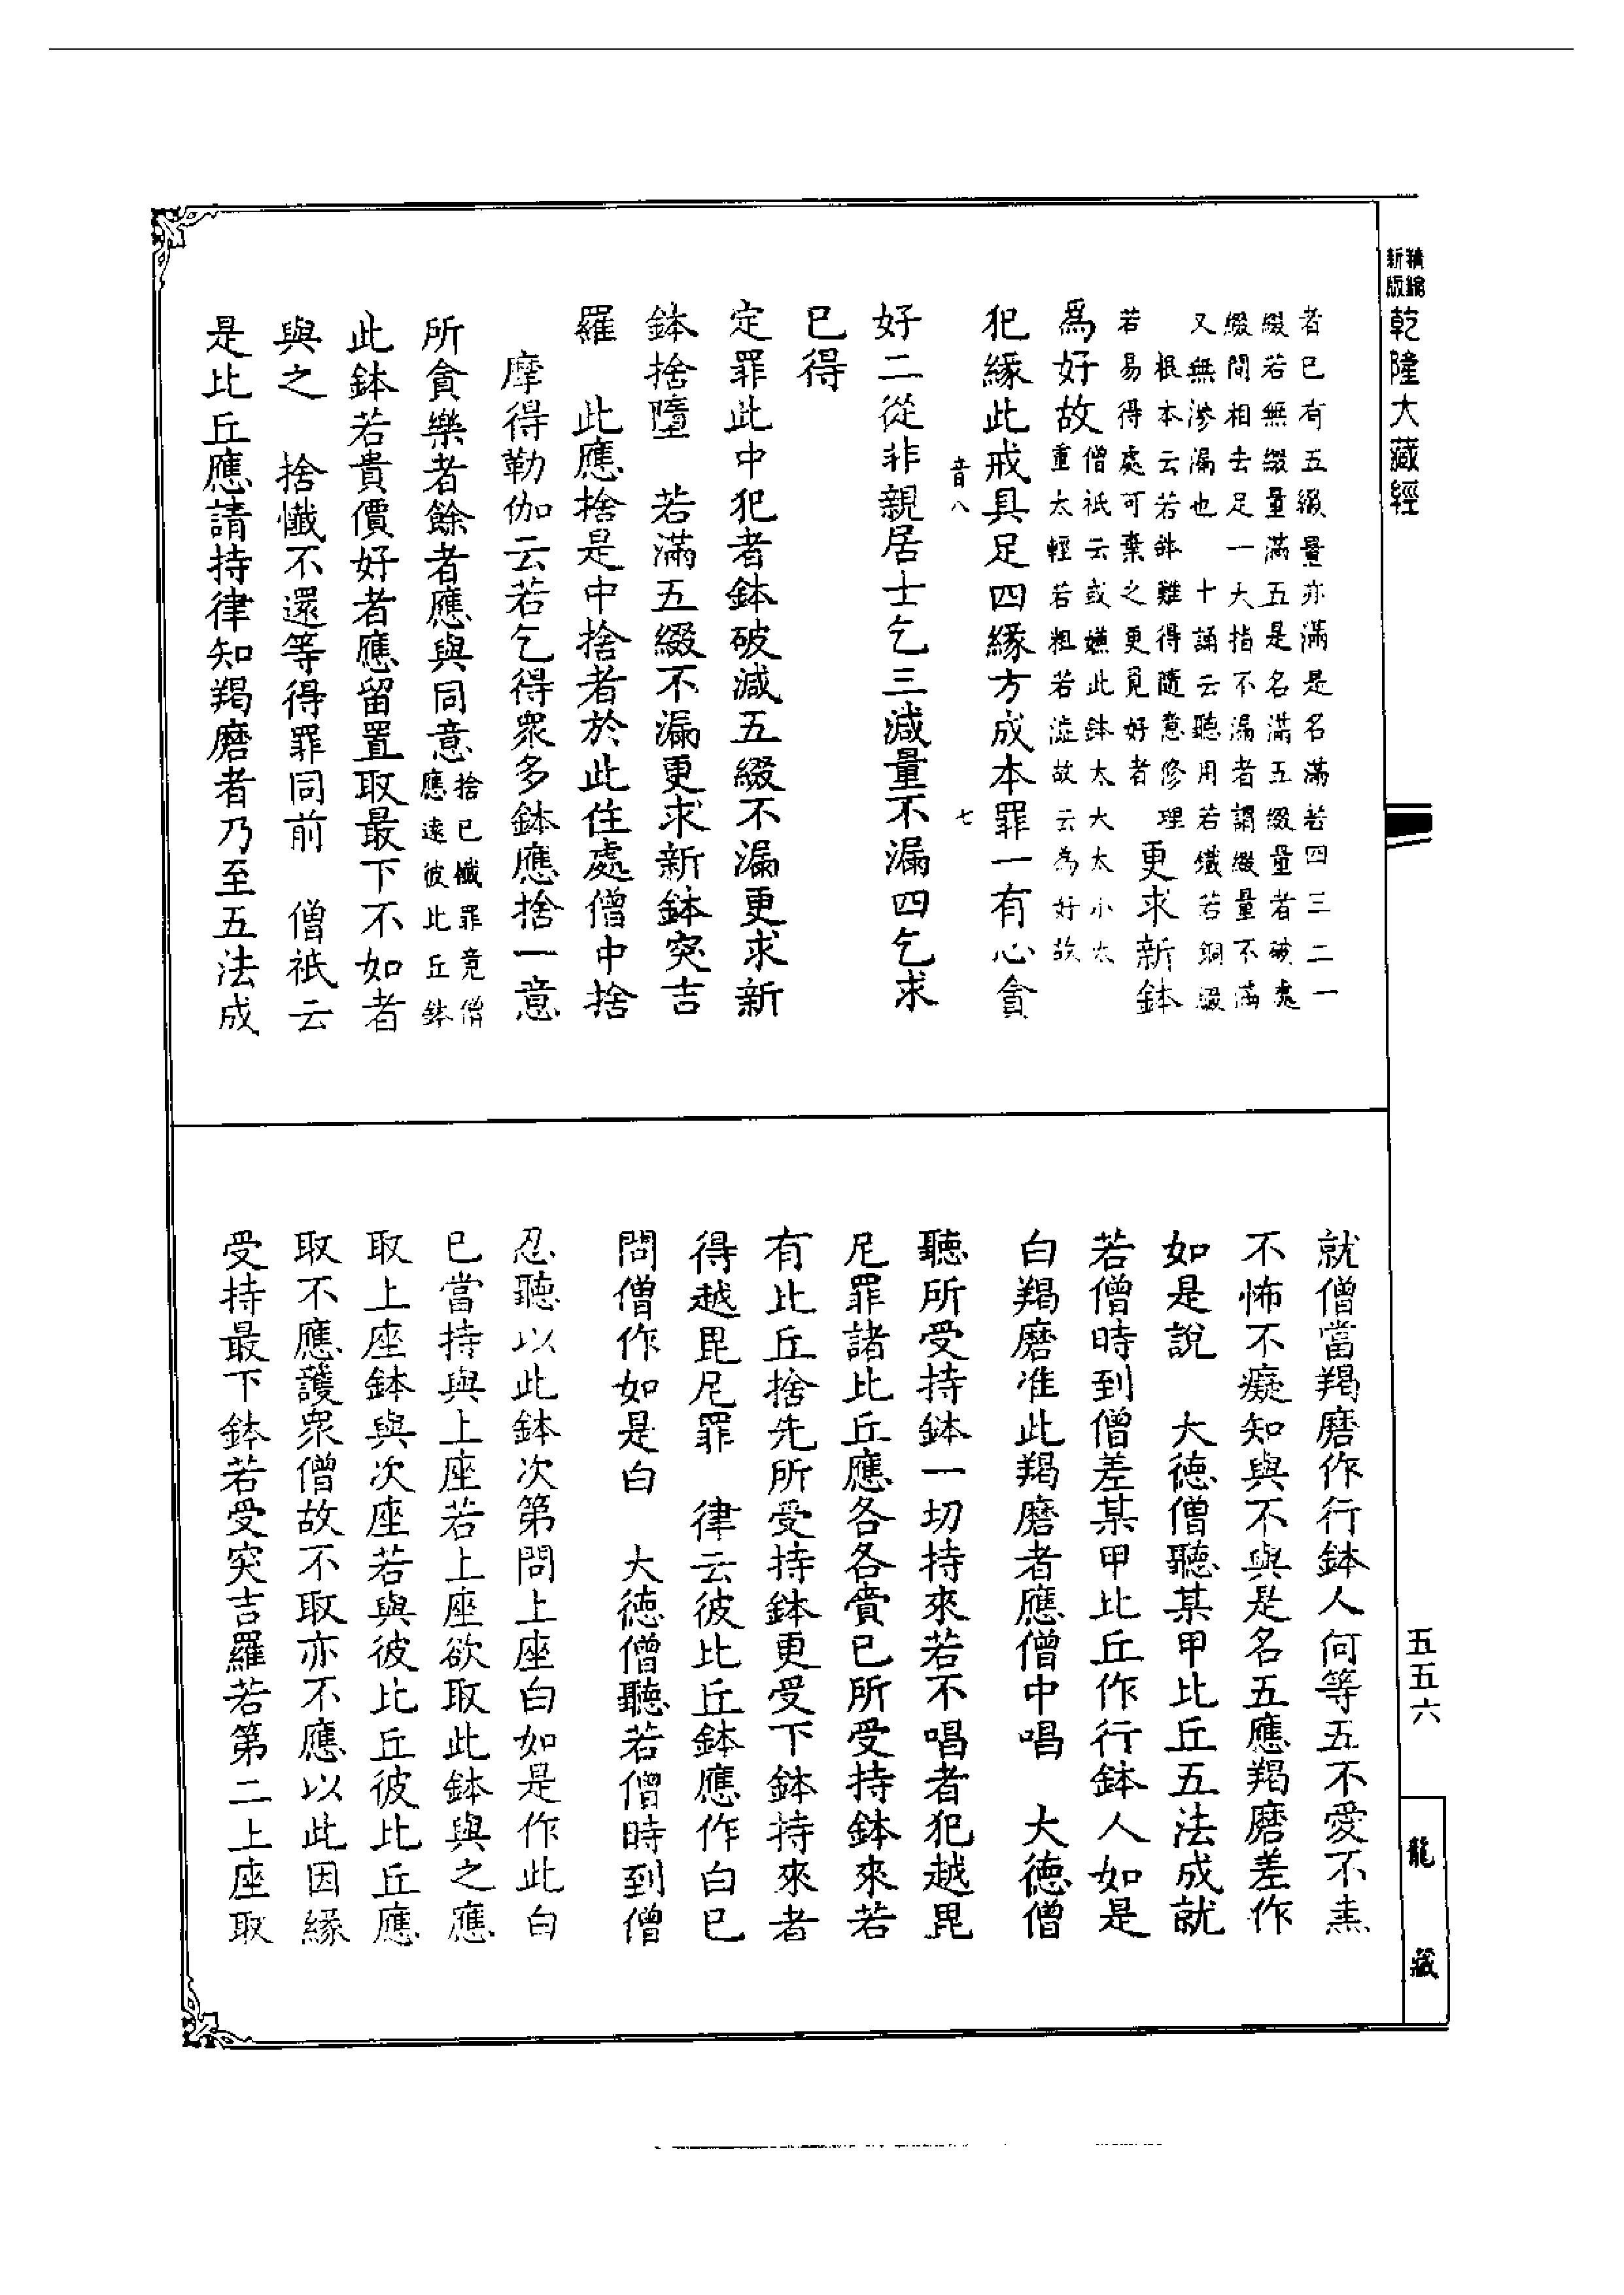 精繪新版
乾隆大藏經
者已有五綴量亦滿是名滿若四三二一
綴若無綴量滿五是名滿五綴量者破處
綴間相去足一大指不漏者謂綴量不滿
又無滲漏也　十誦云聽用若鐵若銅綴
根本云若鉢難得隨意修理
若易得處可棄之更覓好者
更求新鉢
為好故
僧祇云或嫌此鉢太大太小太
重太輕若粗若澁故云為好故
犯緣此戒具足四緣方成本罪一有心貪
音八　七
好二從非親居士乞三減量不漏四乞求
已得
定罪此中犯者鉢破減五綴不漏更求新
鉢捨墮　若滿五綴不漏更求新鉢突吉
羅　此應捨是中捨者於此住處僧中捨
摩得勒伽云若乞得眾多鉢應捨一意
所貪樂者餘者應與同意
捨已懺罪竟僧
應遠彼比丘鉢
此鉢若貴價好者應留置取最下不如者
與之　捨懺不還等得罪同前　僧祇云
是比丘應請持律知羯磨者乃至五法成
就僧當羯磨作行鉢人何等五不愛不恚
不怖不癡知與不與是名五應羯磨差作
如是說　大德僧聽某甲比丘五法成就
若僧時到僧差某甲比丘作行鉢人如是
白羯磨准此羯磨者應僧中唱　大德僧
聽所受持鉢一切持來若不唱者犯越毘
尼罪諸比丘應各各賷已所受持鉢來若
有比丘捨先所受持鉢更受下鉢持來者
得越毘尼罪　律云彼比丘鉢應作白已
問僧作如是白　大德僧聽若僧時到僧
忍聽以此鉢次第問上座白如是作此白
已當持與上座若上座欲取此鉢與之應
取上座鉢與次座若與彼比丘彼比丘應
取不應護眾僧故不取亦不應以此因緣
受持最下鉢若受突吉羅若第二上座取
五五六
龍藏